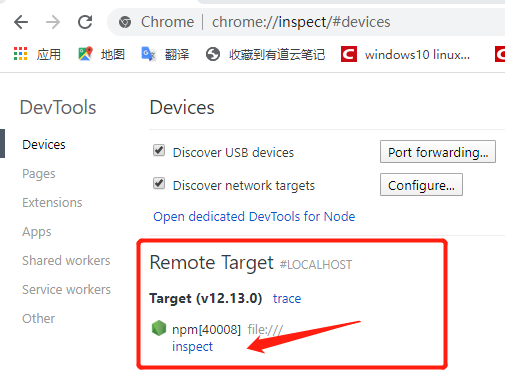 Chrome | chrome://inspect/#devices
应用 地图 翻译 收藏到有道云笔记 windows10 linux...
DevTools
Devices
Pages
Extensions
Apps
Shared workers
Service workers
Other
Devices
Discover USB devices Port forwarding...
Discover network targets Configure...
Open dedicated DevTools for Node
Remote Target #LOCALHOST
Target (v12.13.0) trace
npm[40008] file:///
inspect